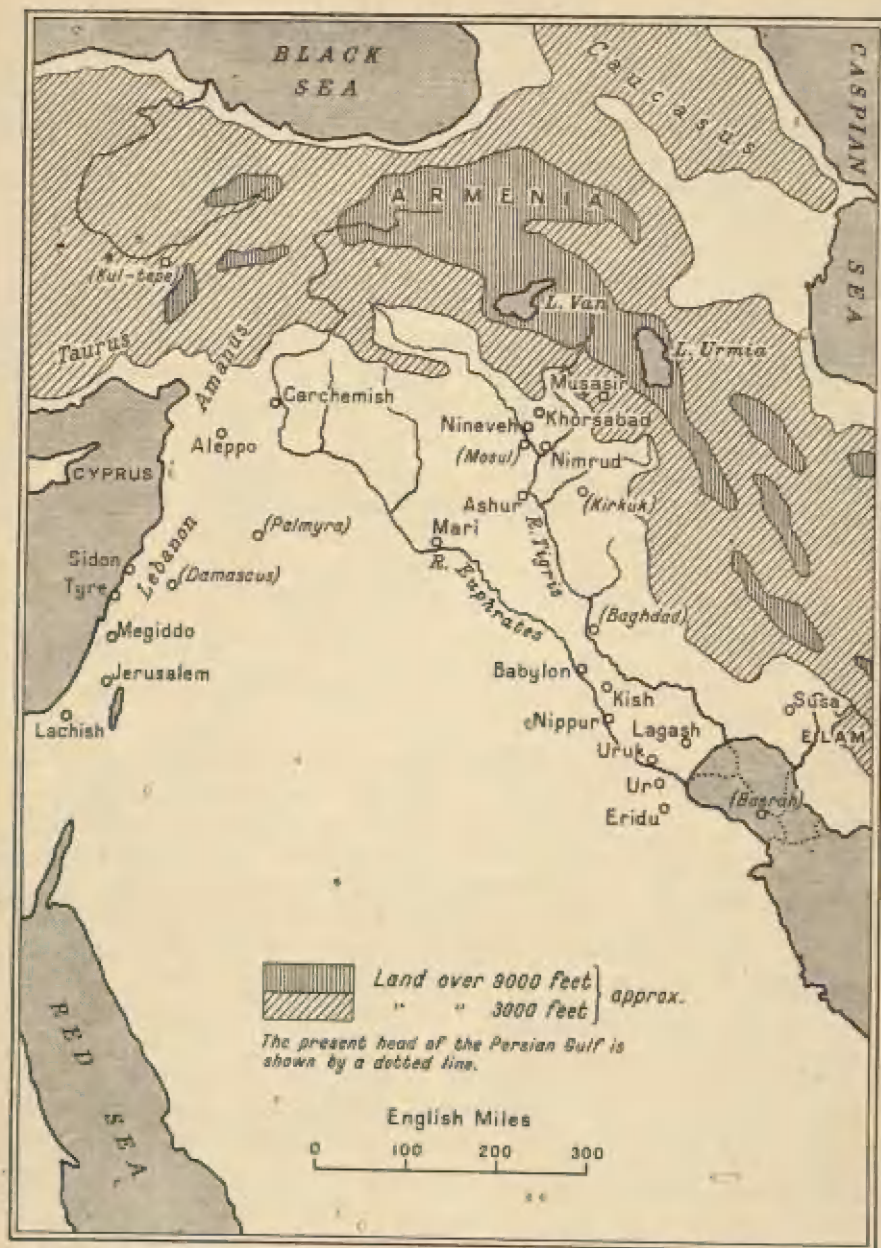 BLACK
SEA
Caucasus
CASPIAN
SEA
ARMENIA
(Kul-tepe)
L. Van
L. Urmia
Taurus
Amanus
Musasir
Carchemish
Khorsabad
Nineveh
Aleppo
(Mosul)
Nimrud
CYPRUS
Ashur
(Kirkuk)
(Palmyra)
Mari
R. Tigris
Lebanon
Sidon
(Damascus)
R. Euphrates
Tyre
(Baghdad)
Megiddo
Babylon
Jerusalem
Kish
Susa
Lachish
Nippur
Lagash
ELAM
Uruk
Ur
(Basrah)
Eridu
Land over 9000 feet
" " 3000 feet
approx.
The present head of the Persian Gulf is
shown by a dotted line.
RED
SEA
English Miles
0 100 200 300